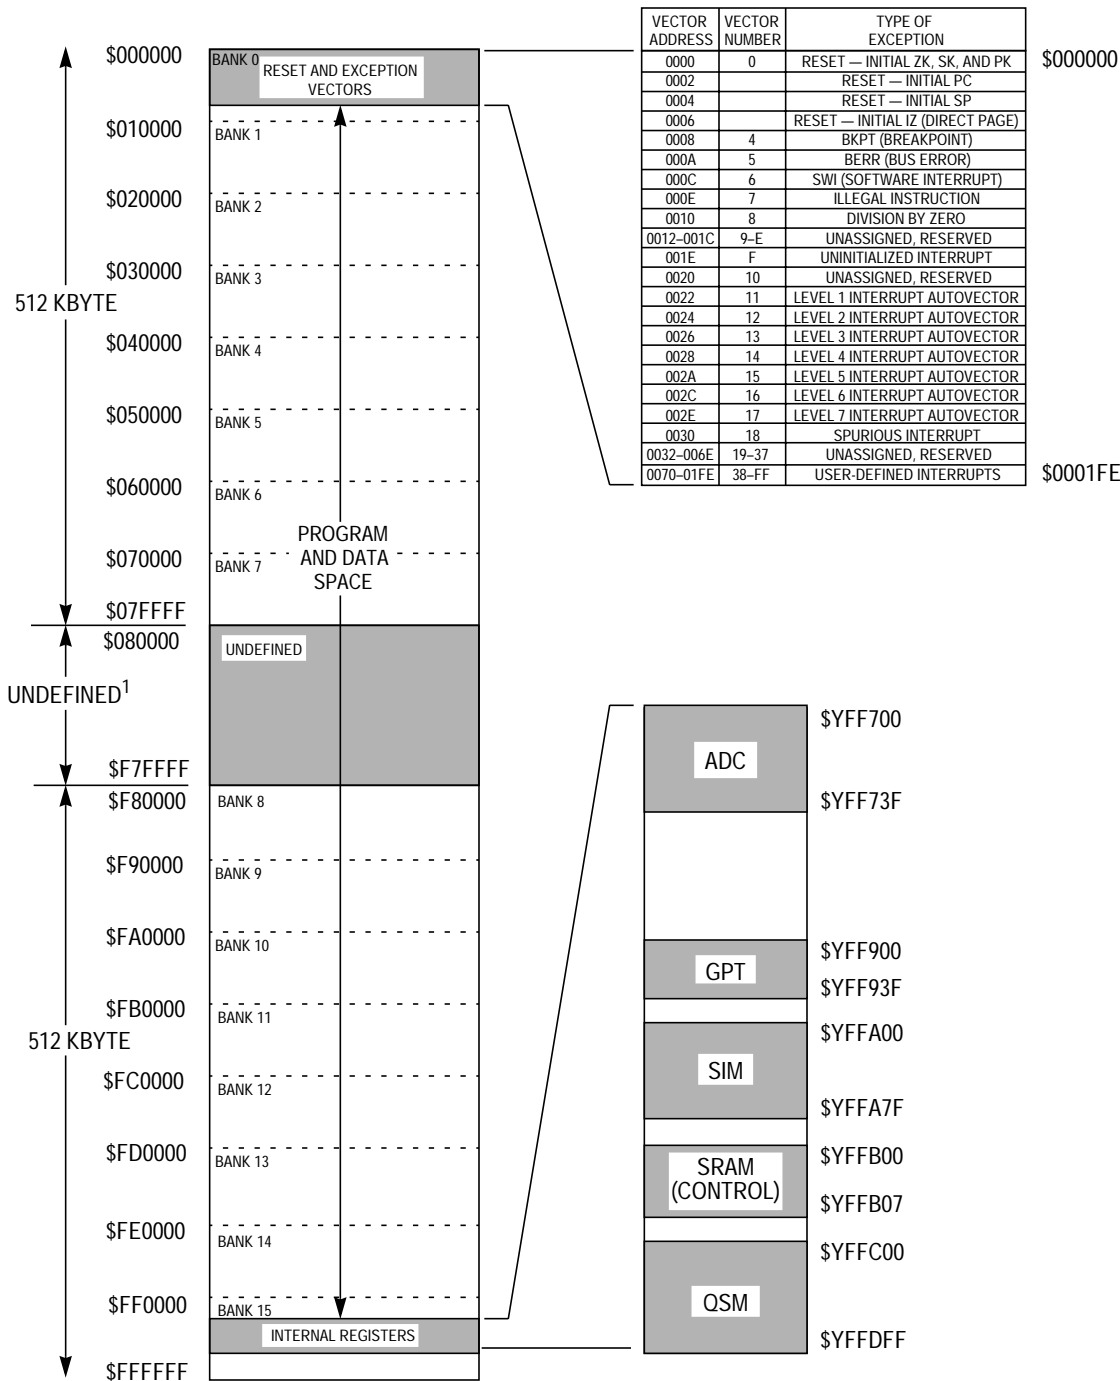 $000000
BANK 0
RESET AND EXCEPTION
VECTORS
$010000
BANK 1
$020000
BANK 2
$030000
BANK 3
512 KBYTE
$040000
BANK 4
$050000
BANK 5
$060000
BANK 6
PROGRAM
AND DATA
SPACE
$070000
BANK 7
$07FFFF
$080000
UNDEFINED
UNDEFINED1
$F7FFFF
$F80000
BANK 8
$F90000
BANK 9
$FA0000
BANK 10
$FB0000
BANK 11
512 KBYTE
$FC0000
BANK 12
$FD0000
BANK 13
$FE0000
BANK 14
$FF0000
BANK 15
INTERNAL REGISTERS
$FFFFFF
VECTOR ADDRESS VECTOR NUMBER TYPE OF EXCEPTION
0000 0 RESET — INITIAL ZK, SK, AND PK
0002 RESET — INITIAL PC
0004 RESET — INITIAL SP
0006 RESET — INITIAL IZ (DIRECT PAGE)
0008 4 BKPT (BREAKPOINT)
000A 5 BERR (BUS ERROR)
000C 6 SWI (SOFTWARE INTERRUPT)
000E 7 ILLEGAL INSTRUCTION
0010 8 DIVISION BY ZERO
0012–001C 9–E UNASSIGNED, RESERVED
001E F UNINITIALIZED INTERRUPT
0020 10 UNASSIGNED, RESERVED
0022 11 LEVEL 1 INTERRUPT AUTOVECTOR
0024 12 LEVEL 2 INTERRUPT AUTOVECTOR
0026 13 LEVEL 3 INTERRUPT AUTOVECTOR
0028 14 LEVEL 4 INTERRUPT AUTOVECTOR
002A 15 LEVEL 5 INTERRUPT AUTOVECTOR
002C 16 LEVEL 6 INTERRUPT AUTOVECTOR
002E 17 LEVEL 7 INTERRUPT AUTOVECTOR
0030 18 SPURIOUS INTERRUPT
0032–006E 19–37 UNASSIGNED, RESERVED
0070–01FE 38–FF USER-DEFINED INTERRUPTS
$000000
$0001FE
$YFF700
ADC
$YFF73F
$YFF900
GPT
$YFF93F
$YFFA00
SIM
$YFFA7F
$YFFB00
SRAM
(CONTROL)
$YFFB07
$YFFC00
QSM
$YFFDFF